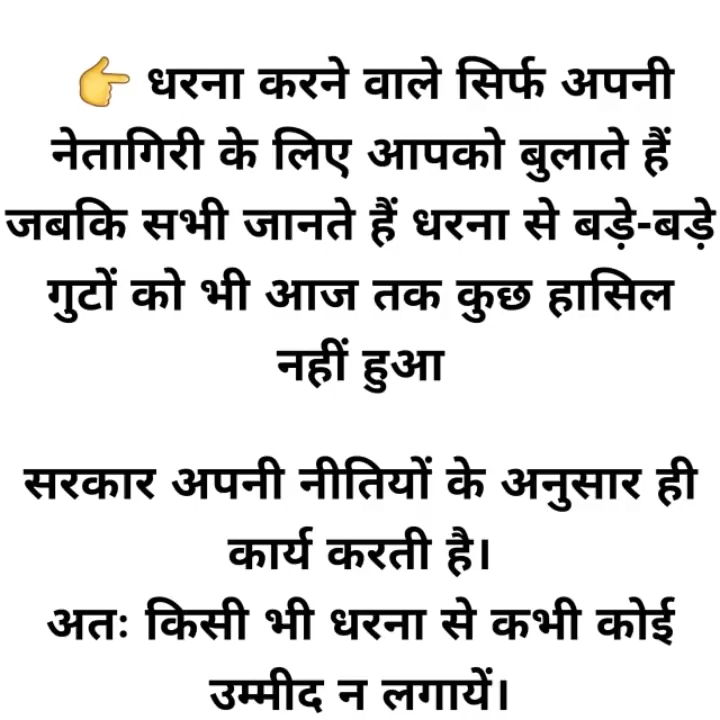 👉 धरना करने वाले सिर्फ अपनी
नेतागिरी के लिए आपको बुलाते हैं
जबकि सभी जानते हैं धरना से बड़े-बड़े
गुटों को भी आज तक कुछ हासिल
नहीं हुआ
सरकार अपनी नीतियों के अनुसार ही
कार्य करती है।
अतः किसी भी धरना से कभी कोई
उम्मीद न लगायें।